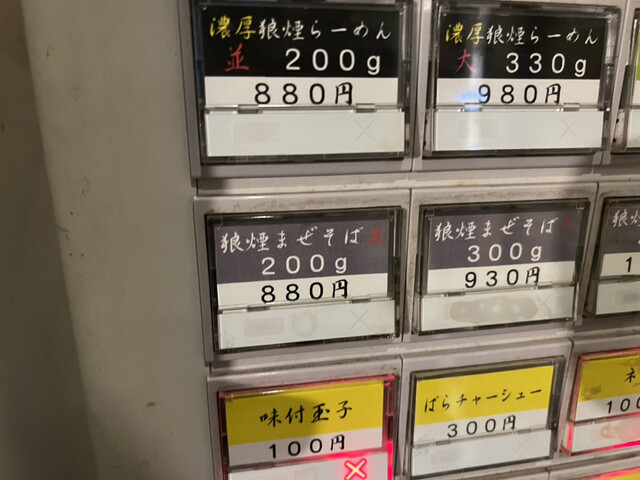 濃厚狼煙らーめん
並 200g
880円
濃厚狼煙らーめん
大 330g
980円
狼煙まぜそば 並
200g
880円
狼煙まぜそば
300g
930円
味付玉子
100円
×
ばらチャーシュー
300円